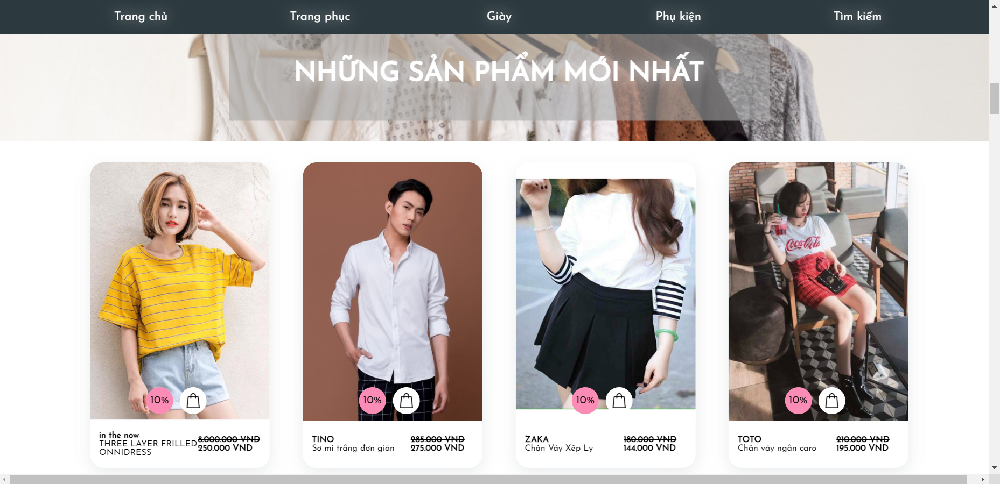 Trang chủ
Trang phục
Giày
Phụ kiện
Tìm kiếm
NHỮNG SẢN PHẨM MỚI NHẤT
Coca-Cola
10%
10%
10%
10%
in the now
THREE LAYER FRILLED
ONNIDRESS
8.000.000 VND
250.000 VND
TINO
Sơ mi trắng đơn giản
285.000 VND
275.000 VND
ZAKA
Chân Váy Xếp Ly
180.000 VND
144.000 VND
TOTO
Chân váy ngắn caro
210.000 VND
195.000 VND